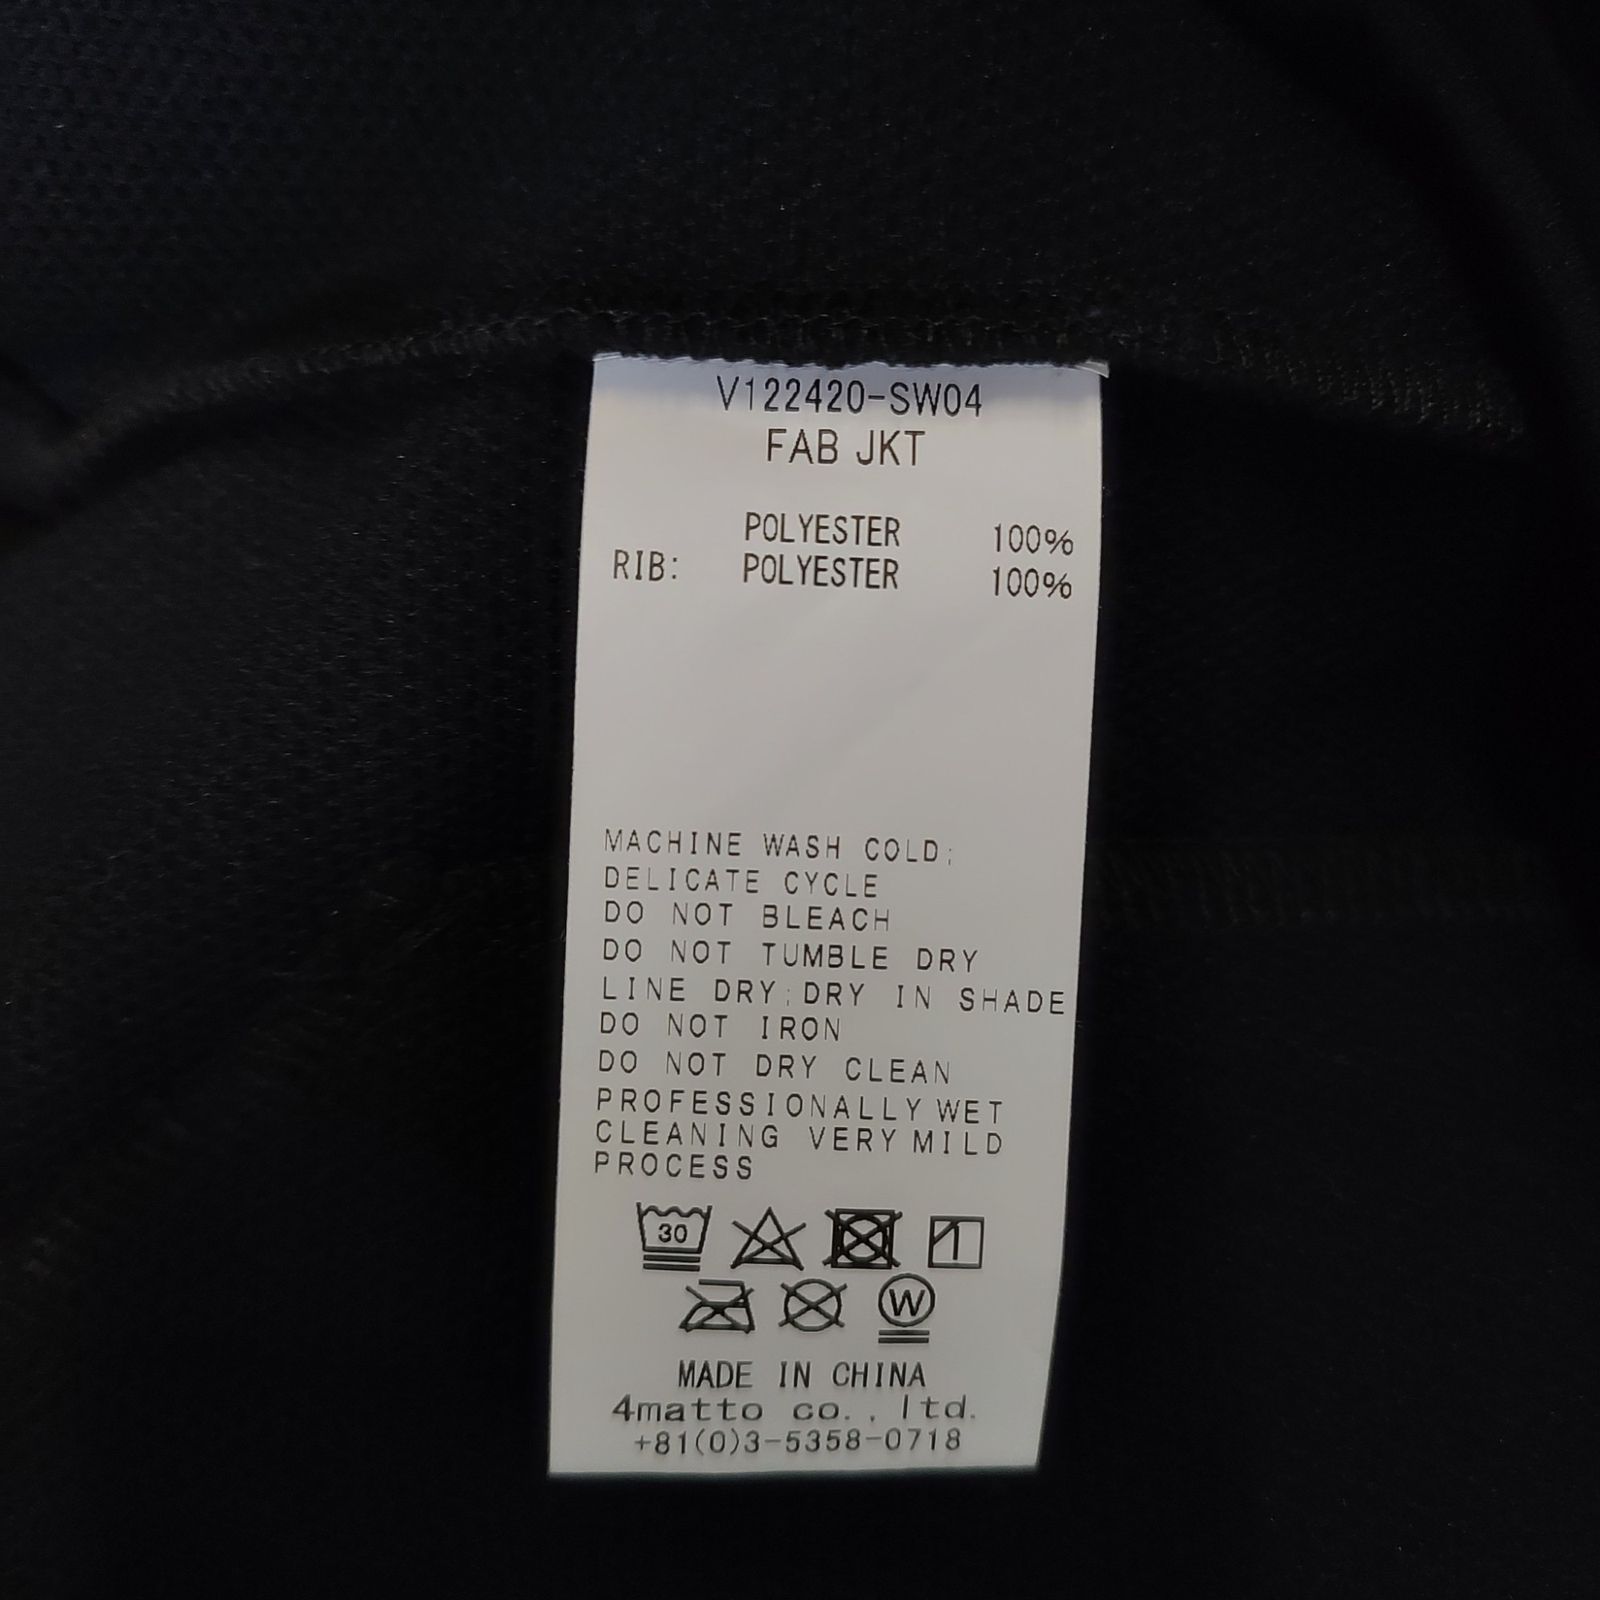 V122420-SW04
FAB JKT
POLYESTER 100%
RIB: POLYESTER 100%
MACHINE WASH COLD;
DELICATE CYCLE
DO NOT BLEACH
DO NOT TUMBLE DRY
LINE DRY;DRY IN SHADE
DO NOT IRON
DO NOT DRY CLEAN
PROFESSIONALLY WET
CLEANING VERY MILD
PROCESS
30
W
MADE IN CHINA
4matto co., ltd.
+81(0)3-5358-0718